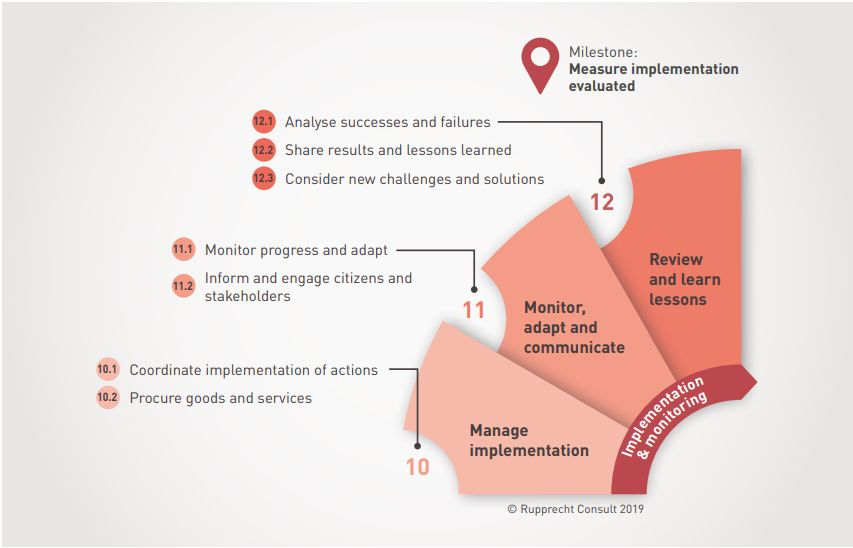 Milestone:
Measure implementation
evaluated
12.1 Analyse successes and failures
12.2 Share results and lessons learned
12.3 Consider new challenges and solutions
12
Review
and learn
lessons
11.1 Monitor progress and adapt
11.2 Inform and engage citizens and
stakeholders
11
Monitor,
adapt and
communicate
10.1 Coordinate implementation of actions
10.2 Procure goods and services
10
Manage
implementation
Implementation
& monitoring
© Rupprecht Consult 2019